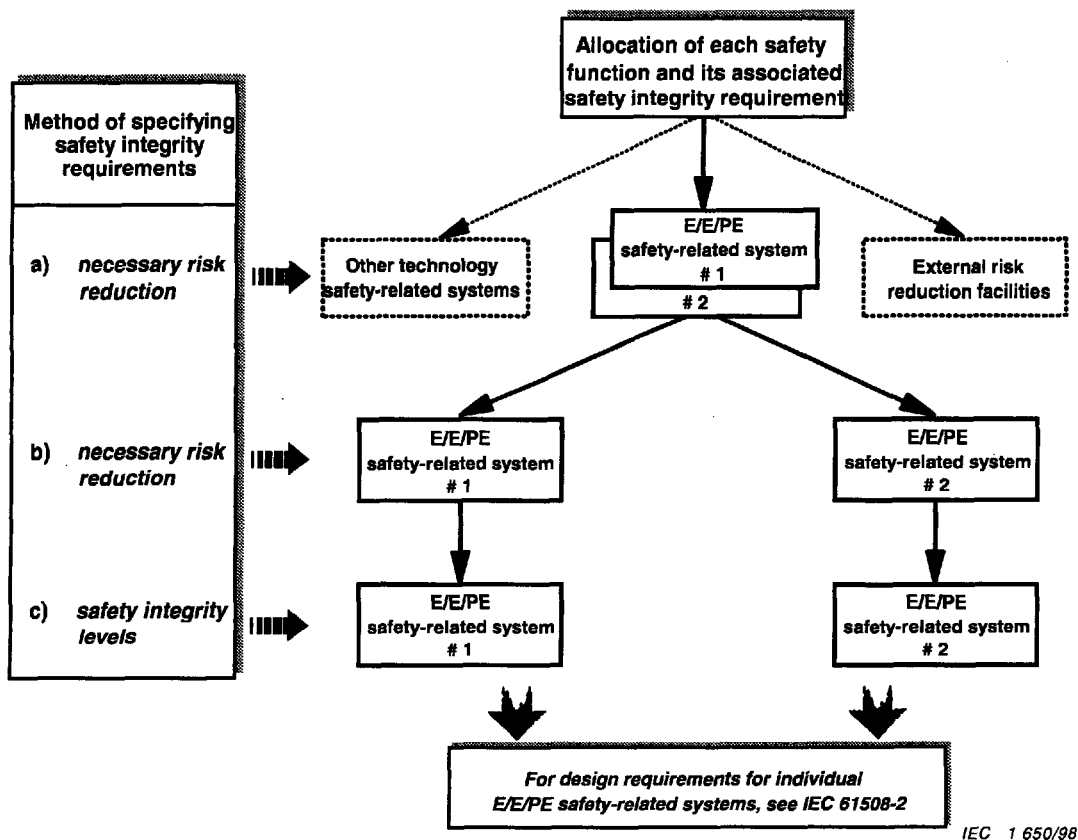 Allocation of each safety
function and its associated
safety integrity requirement
Method of specifying
safety integrity
requirements
a) necessary risk
reduction
Other technology
safety-related systems
E/E/PE
safety-related system
# 1
# 2
External risk
reduction facilities
b) necessary risk
reduction
E/E/PE
safety-related system
# 1
E/E/PE
safety-related system
# 2
c) safety integrity
levels
E/E/PE
safety-related system
# 1
E/E/PE
safety-related system
# 2
For design requirements for individual
E/E/PE safety-related systems, see IEC 61508-2
IEC 1 650/98